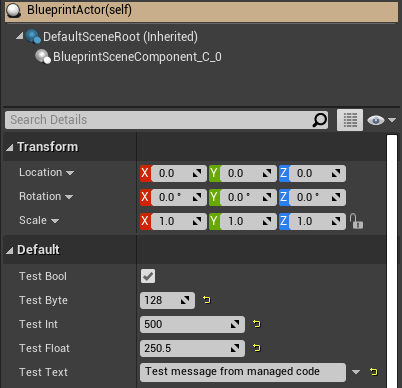 BlueprintActor(self)
DefaultSceneRoot (Inherited)
BlueprintSceneComponent_C_0
Search Details
Transform
Location X 0.0 Y 0.0 Z 0.0
Rotation X 0.0 ° Y 0.0 ° Z 0.0 °
Scale X 1.0 Y 1.0 Z 1.0
Default
Test Bool
Test Byte 128
Test Int 500
Test Float 250.5
Test Text Test message from managed code